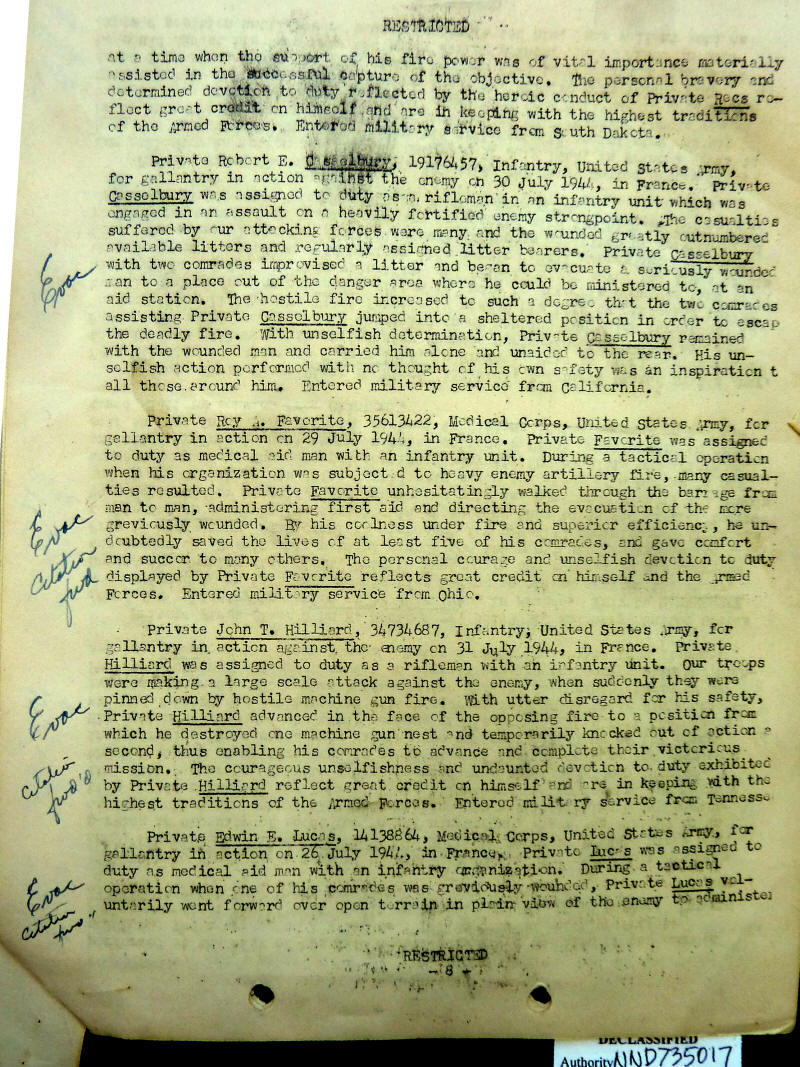 RESTRICTED
at a time when the support of his fire power was of vital importance materially
assisted in the successful capture of the objective. The personal bravery and
determined devotion to duty reflected by the heroic conduct of Private Rees re-
flect great credit on himself and are in keeping with the highest traditions
of the Armed Forces. Entered military service from South Dakota.
Private Robert E. Casselbury, 19176457, Infantry, United States Army,
for gallantry in action against the enemy on 30 July 1944, in France. Private
Casselbury was assigned to duty as a rifleman in an infantry unit which was
engaged in an assault on a heavily fortified enemy strongpoint. The casualties
suffered by our attacking forces were many and the wounded greatly outnumbered
available litters and regularly assigned litter bearers. Private Casselbury
with two comrades improvised a litter and began to evacuate a seriously wounded
man to a place out of the danger area where he could be ministered to, at an
aid station. The hostile fire increased to such a degree that the two comrades
assisting Private Casselbury jumped into a sheltered position in order to escap
the deadly fire. With unselfish determination, Private Casselbury remained
with the wounded man and carried him alone and unaided to the rear. His un-
selfish action performed with no thought of his own safety was an inspiration t
all those around him. Entered military service from California.
Evac
Private Roy A. Favorite, 35613422, Medical Corps, United States Army, for
gallantry in action on 29 July 1944, in France. Private Favorite was assigned
to duty as medical aid man with an infantry unit. During a tactical operation
when his organization was subject d to heavy enemy artillery fire, many casual-
ties resulted. Private Favorite unhesitatingly walked through the barrage from
man to man, administering first aid and directing the evacuation of the more
greviously wounded. By his coolness under fire and superior efficiency, he un-
doubtedly saved the lives of at least five of his comrades, and gave comfort
and succor to many others. The personal courage and unselfish devotion to duty
displayed by Private Favorite reflects great credit on himself and the Armed
Forces. Entered military service from Ohio.
Evac
Citation
fwd
Private John T. Hilliard, 34734687, Infantry, United States Army, for
gallantry in action against the enemy on 31 July 1944, in France. Private
Hilliard was assigned to duty as a rifleman with an infantry unit. Our troops
were making a large scale attack against the enemy, when suddenly they were
pinned down by hostile machine gun fire. With utter disregard for his safety,
Private Hilliard advanced in the face of the opposing fire to a position from
which he destroyed one machine gun nest and temporarily knocked out of action a
second, thus enabling his comrades to advance and complete their victorious
mission. The courageous unselfishness and undaunted devotion to duty exhibited
by Private Hilliard reflect great credit on himself and are in keeping with the
highest traditions of the Armed Forces. Entered milit ry service from Tennesse
Evac
citation
fwd'd
Private Edwin E. Lucas, 14138864, Medical Corps, United States Army, for
gallantry in action on 26 July 1944, in France. Private Lucas was assigned to
duty as medical aid man with an infantry organization. During a tactical
operation when one of his comrades was greviously wounded, Private Lucas vol-
untarily went forward over open terrain in plain view of the enemy to administer
Evac
citation
fwd"
RESTRICTED
- 8 -
DECLASSIFIED
Authority NND735017